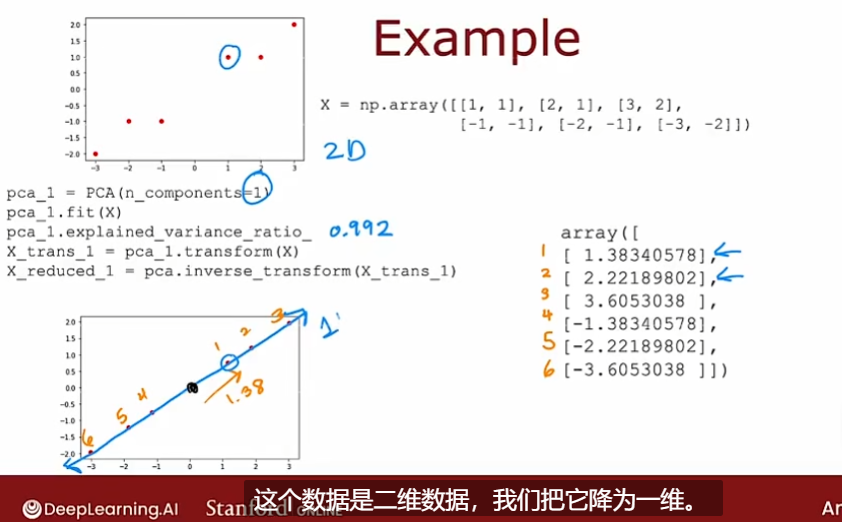 Example
2.0
1.5
1.0
0.5
0.0
-0.5
-1.0
-1.5
-2.0
-3 -2 -1 0 1 2 3
X = np.array([[1, 1], [2, 1], [3, 2],
[-1, -1], [-2, -1], [-3, -2]])
2D
pca_1 = PCA(n_components=1)
pca_1.fit(X)
pca_1.explained_variance_ratio_ 0.992
X_trans_1 = pca_1.transform(X)
X_reduced_1 = pca.inverse_transform(X_trans_1)
array([
1 [ 1.38340578],
2 [ 2.22189802],
3 [ 3.6053038 ],
4 [-1.38340578],
5 [-2.22189802],
6 [-3.6053038 ]])
2.0
1.5
1.0
0.5
0.0
-0.5
-1.0
-1.5
-2.0
-3 -2 -1 0 1 2 3
1 2 3
4 5 6
1.38
1
DeepLearning.AI Stanford ONLINE
这个数据是二维数据，我们把它降为一维。
An